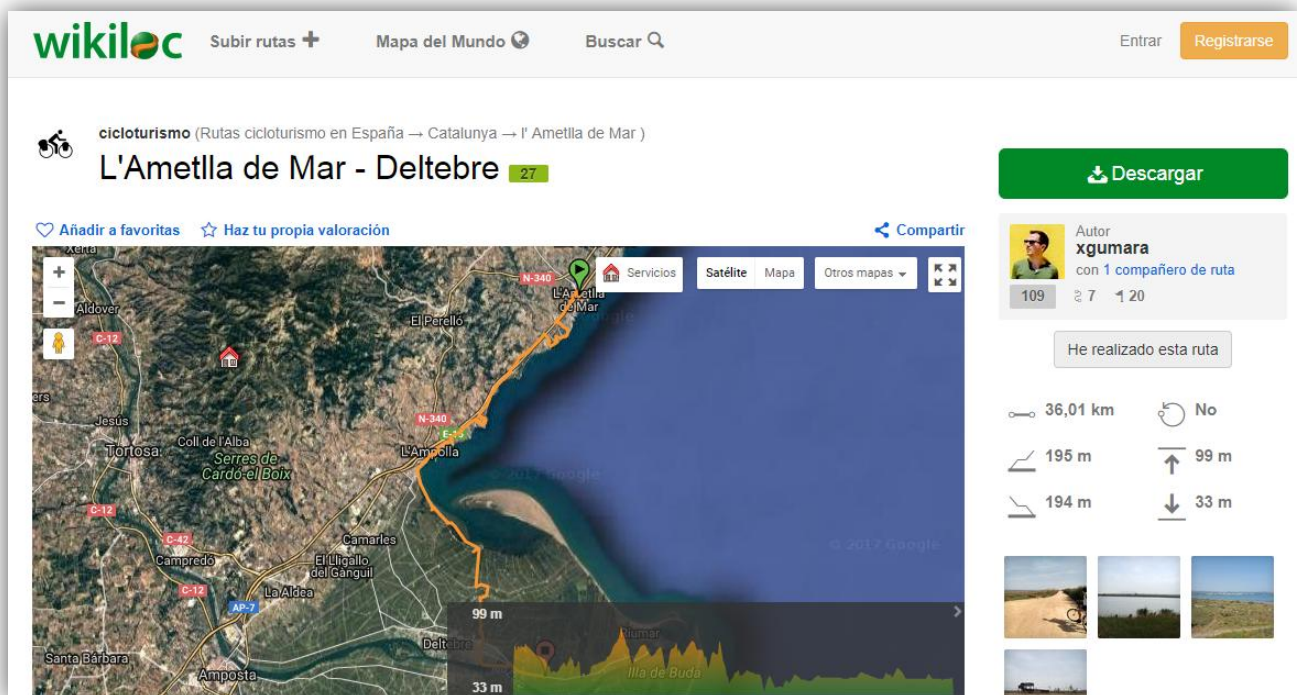 wikiloc
Subir rutas
Mapa del Mundo
Buscar
Entrar
Registrarse
cicloturismo (Rutas cicloturismo en España → Catalunya → l' Ametlla de Mar )
L'Ametlla de Mar - Deltebre 27
Descargar
Añadir a favoritas
Haz tu propia valoración
Compartir
Autor
xgumara
con 1 compañero de ruta
109 7 20
He realizado esta ruta
36,01 km No
195 m 99 m
194 m 33 m
Xerta
+
−
Servicios
Satélite
Mapa
Otros mapas
N-340
L'Ametlla
de Mar
Aldover
El Perelló
C-12
N-340
E-15
Jesús
Coll de l'Alba
L'Ampolla
Tortosa
Serres de
Cardó-el Boix
© 2017 Google
C-12
C-42
Camarles
© 2017 Google
Campredó
El Lligallo
del Gànguil
C-12
La Aldea
AP-7
99 m
Riumar
Deltebre
Illa de Buda
Santa Bárbara
Amposta
33 m